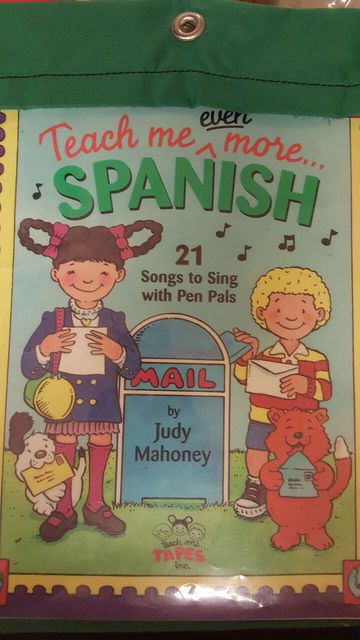 Teach me even more...
SPANISH
21
Songs to Sing
with Pen Pals
MAIL
by
Judy
Mahoney
teach me
TAPES
inc.